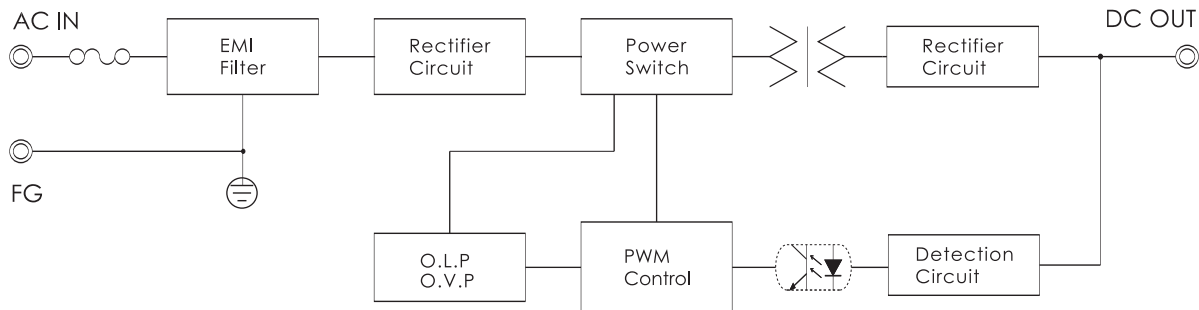 AC IN
DC OUT
EMI
Filter
Rectifier
Circuit
Power
Switch
Rectifier
Circuit
FG
O.L.P
O.V.P
PWM
Control
Detection
Circuit